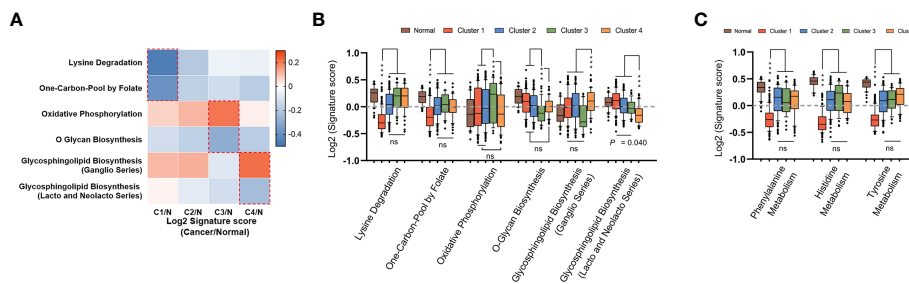 A
Lysine Degradation
One-Carbon-Pool by Folate
Oxidative Phosphorylation
O Glycan Biosynthesis
Glycosphingolipid Biosynthesis
(Ganglio Series)
Glycosphingolipid Biosynthesis
(Lacto and Neolacto Series)
C1/N C2/N C3/N C4/N
Log2 Signature score
(Cancer/Normal)
0.2
0
-0.2
-0.4
B
Normal Cluster 1 Cluster 2 Cluster 3 Cluster 4
Log2 (Signature score)
1.0
0.5
0.0
-0.5
-1.0
ns
ns
ns
ns
ns
P = 0.040
Lysine Degradation
One-Carbon-Pool by Folate
Oxidative Phosphorylation
O-Glycan Biosynthesis
Glycosphingolipid Biosynthesis
(Ganglio Series)
Glycosphingolipid Biosynthesis
(Lacto and Neolacto Series)
C
Normal Cluster 1 Cluster 2 Cluster 3 Cluster 4
Log2 (Signature score)
1.0
0.5
0.0
-0.5
-1.0
ns
ns
ns
Phenylalanine
Metabolism
Histidine
Metabolism
Tyrosine
Metabolism